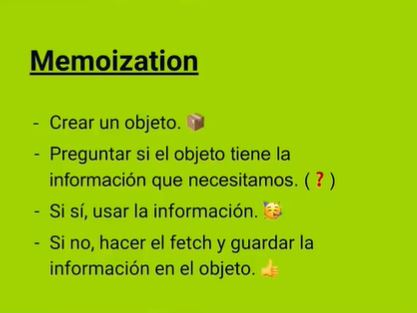 Memoization
- Crear un objeto. 📦
- Preguntar si el objeto tiene la
información que necesitamos. (❓)
- Si sí, usar la información. 🥳
- Si no, hacer el fetch y guardar la
información en el objeto. 👍